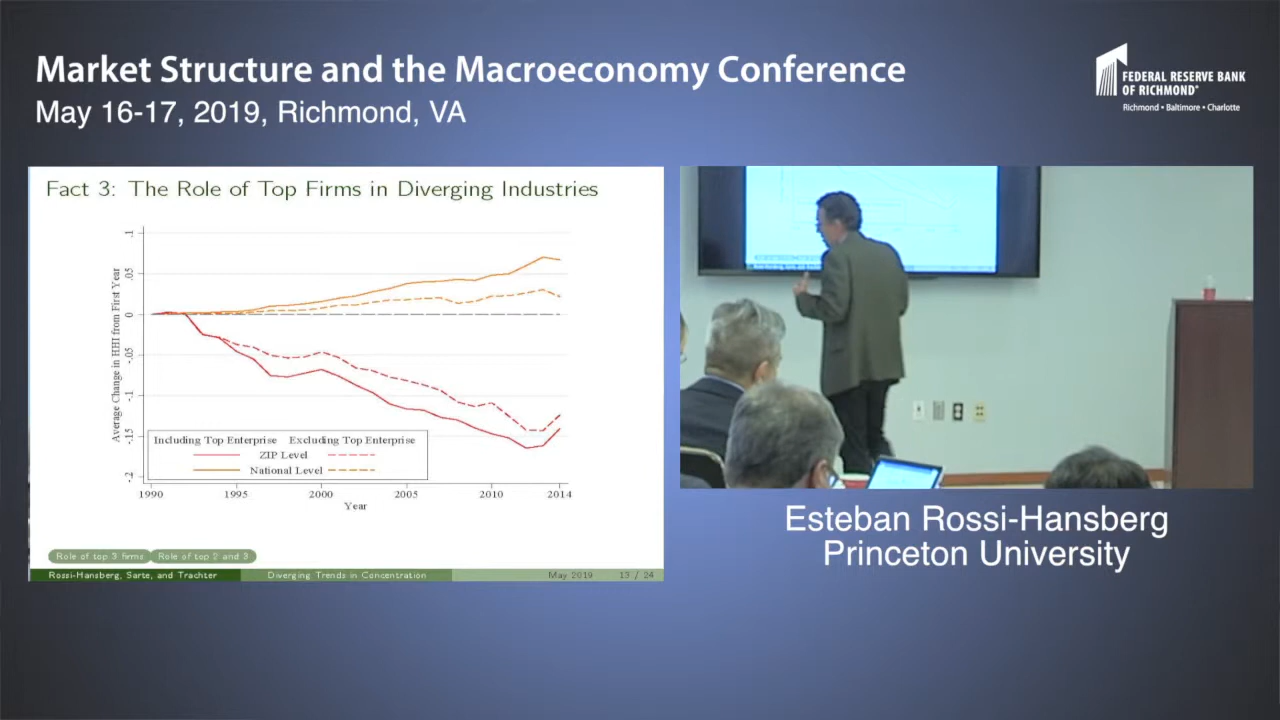 Market Structure and the Macroeconomy Conference
May 16-17, 2019, Richmond, VA
FEDERAL RESERVE BANK
OF RICHMOND®
Richmond • Baltimore • Charlotte
Fact 3: The Role of Top Firms in Diverging Industries
Average Change in HHI from First Year
.1
.05
0
-.05
-.1
-.15
-.2
Including Top Enterprise Excluding Top Enterprise
ZIP Level
National Level
1990 1995 2000 2005 2010 2014
Year
Role of top 3 firms Role of top 2 and 3
Rossi-Hansberg, Sarte, and Trachter Diverging Trends in Concentration May 2019 13 / 24
Esteban Rossi-Hansberg
Princeton University